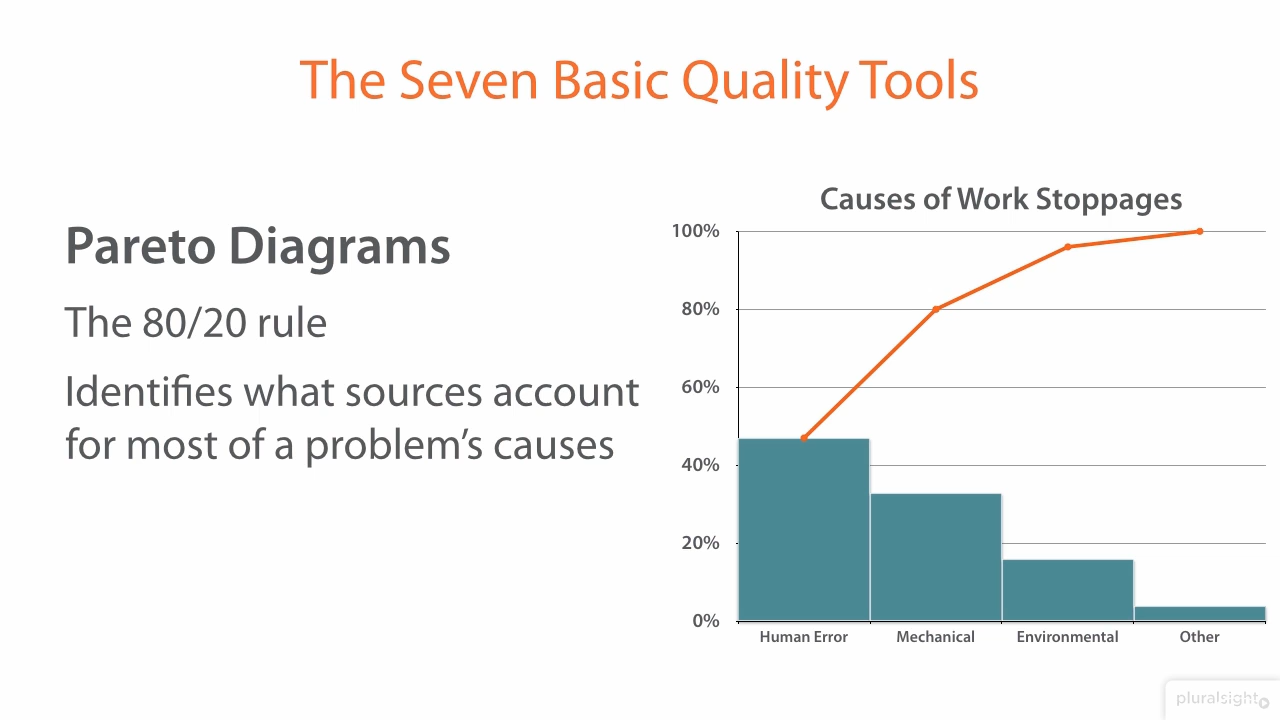 The Seven Basic Quality Tools
Pareto Diagrams
The 80/20 rule
Identifies what sources account
for most of a problem’s causes
Causes of Work Stoppages
100%
80%
60%
40%
20%
0%
Human Error
Mechanical
Environmental
Other
pluralsight